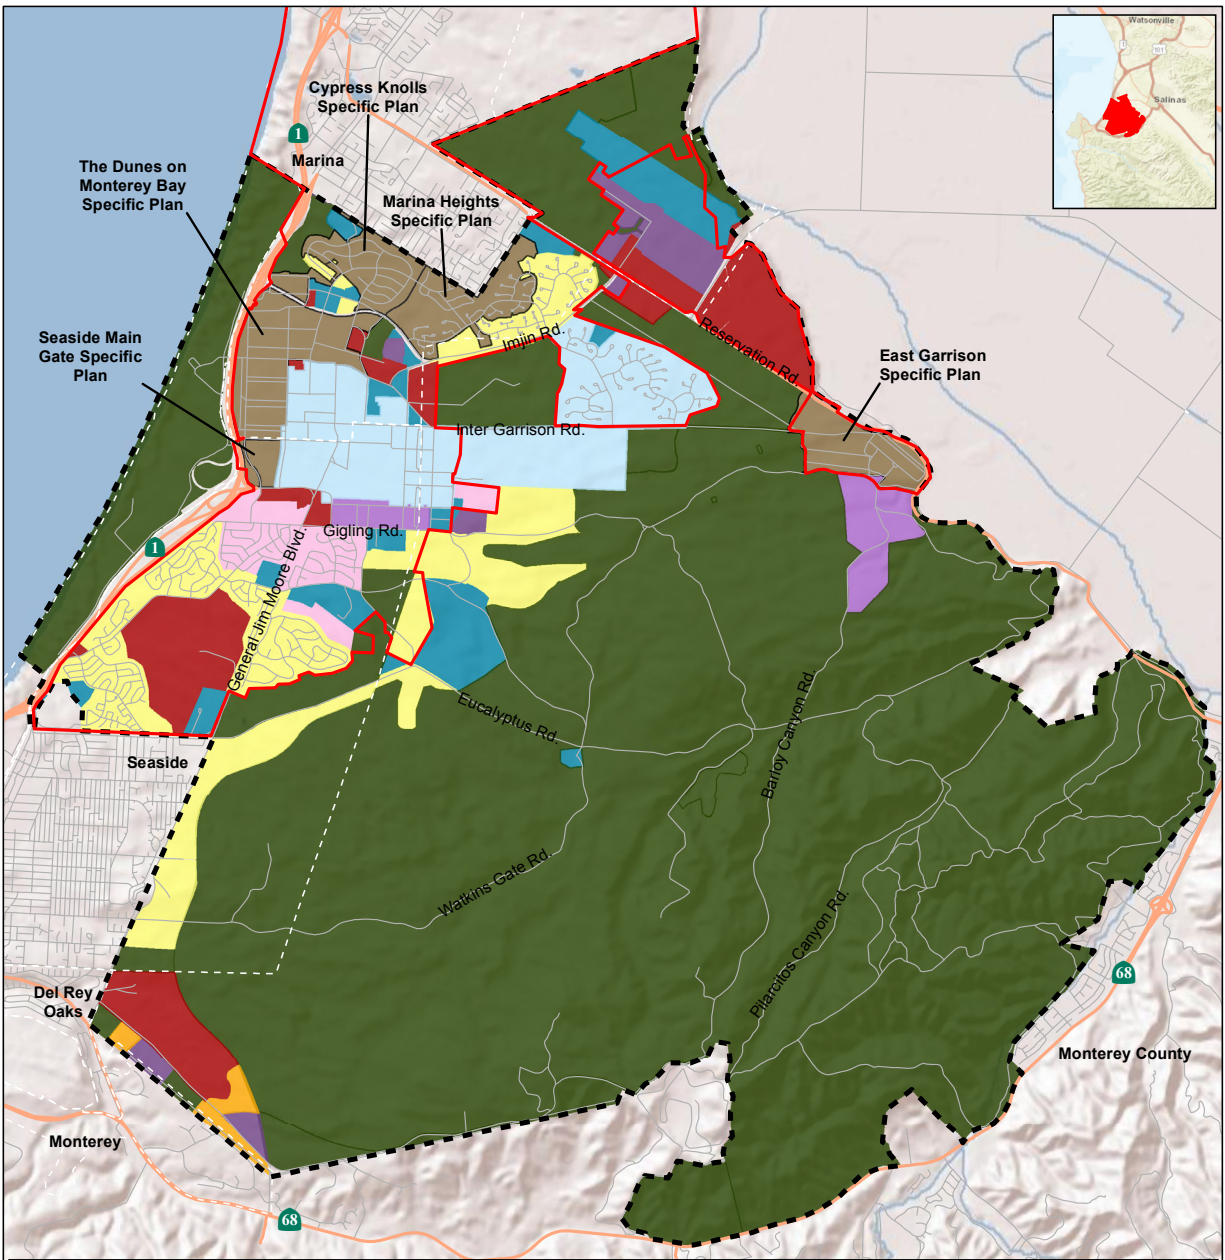 Watsonville
1
101
Salinas
Cypress Knolls
Specific Plan
1
Marina
The Dunes on
Monterey Bay
Specific Plan
Marina Heights
Specific Plan
Seaside Main
Gate Specific
Plan
Imjin Rd.
Reservation Rd.
East Garrison
Specific Plan
Inter Garrison Rd.
Gigling Rd.
1
General Jim Moore Blvd.
Eucalyptus Rd.
Barloy Canyon Rd.
Seaside
Watkins Gate Rd.
Pilarcitos Canyon Rd.
68
Del Rey
Oaks
Monterey County
Monterey
68